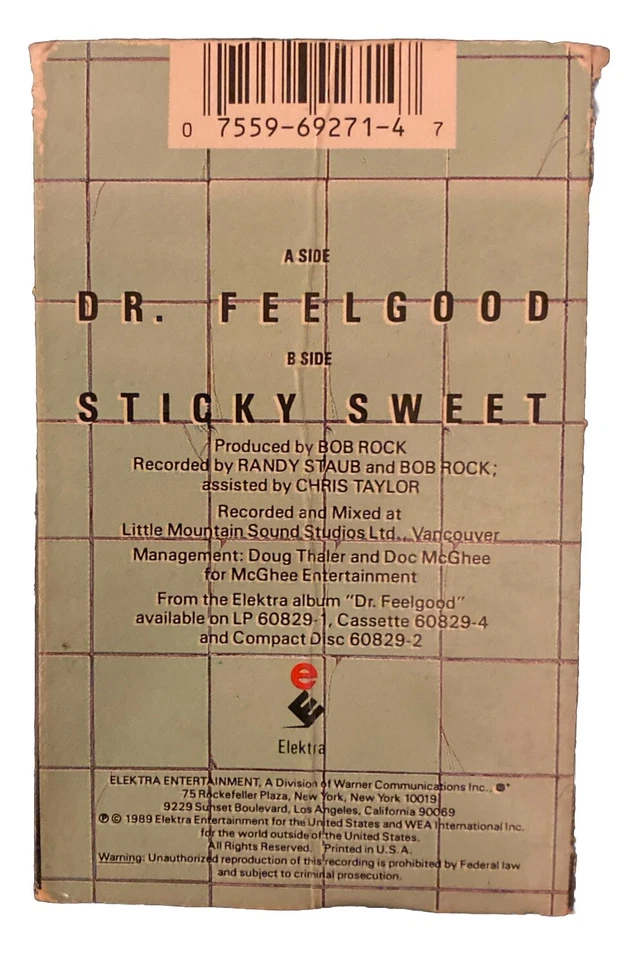 0 7559-69271-4 7
A SIDE
DR. FEELGOOD
B SIDE
STICKY SWEET
Produced by BOB ROCK
Recorded by RANDY STAUB and BOB ROCK;
assisted by CHRIS TAYLOR
Recorded and Mixed at
Little Mountain Sound Studios Ltd., Vancouver
Management: Doug Thaler and Doc McGhee
for McGhee Entertainment
From the Elektra album "Dr. Feelgood"
available on LP 60829-1, Cassette 60829-4
and Compact Disc 60829-2
e
E
Elektra
ELEKTRA ENTERTAINMENT, A Division of Warner Communications Inc.,
75 Rockefeller Plaza, New York, New York 10019
9229 Sunset Boulevard, Los Angeles, California 90069
℗ © 1989 Elektra Entertainment for the United States and WEA International Inc.
for the world outside of the United States.
All Rights Reserved. Printed in U.S.A.
Warning: Unauthorized reproduction of this recording is prohibited by Federal law
and subject to criminal prosecution.